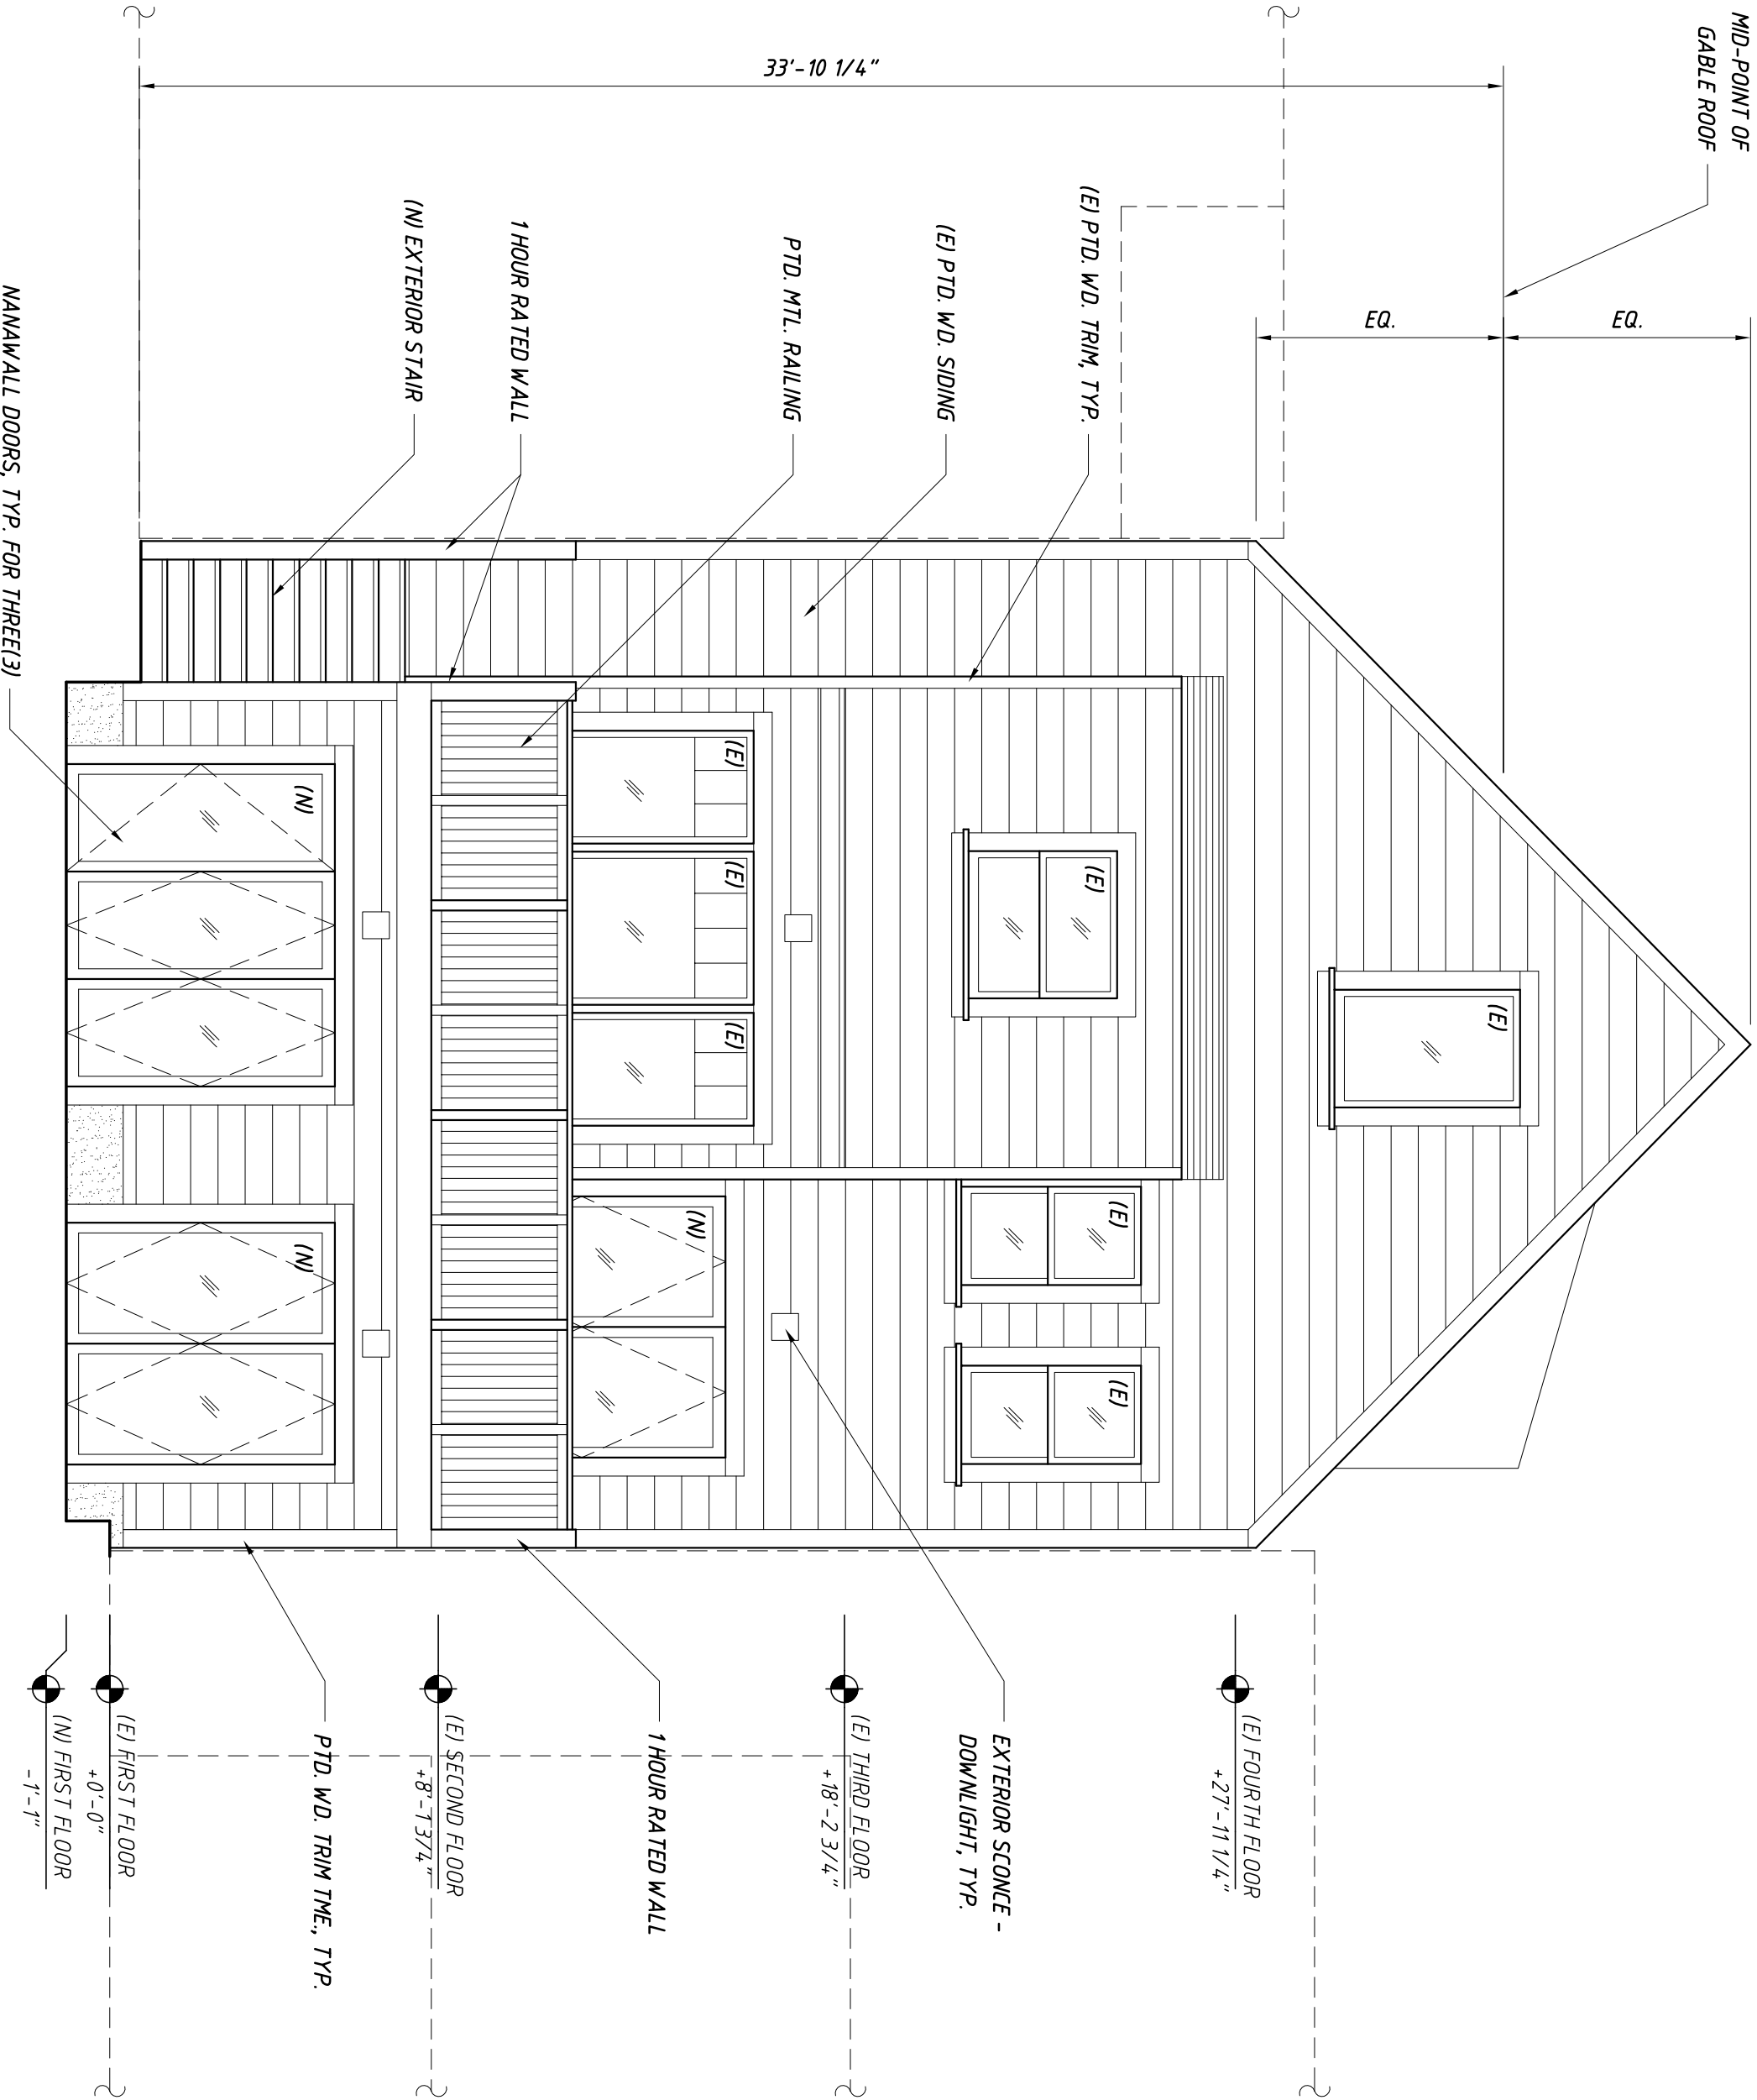 MID-POINT OF
GABLE ROOF
EQ.
EQ.
33'-10 1/4"
(E) PTD. WD. TRIM, TYP.
(E) PTD. WD. SIDING
PTD. MTL. RAILING
1 HOUR RATED WALL
(N) EXTERIOR STAIR
NANAWALL DOORS, TYP. FOR THREE(3)
(E)
(E)
(E)
(E)
(E)
(E)
(E)
(N)
(N)
(N)
(E) FOURTH FLOOR
+27'-11 1/4"
EXTERIOR SCONCE -
DOWNLIGHT, TYP.
(E) THIRD FLOOR
+18'-2 3/4"
1 HOUR RATED WALL
(E) SECOND FLOOR
+8'-1 3/4"
PTD. WD. TRIM TME., TYP.
(E) FIRST FLOOR
+0'-0"
(N) FIRST FLOOR
-1'-1"